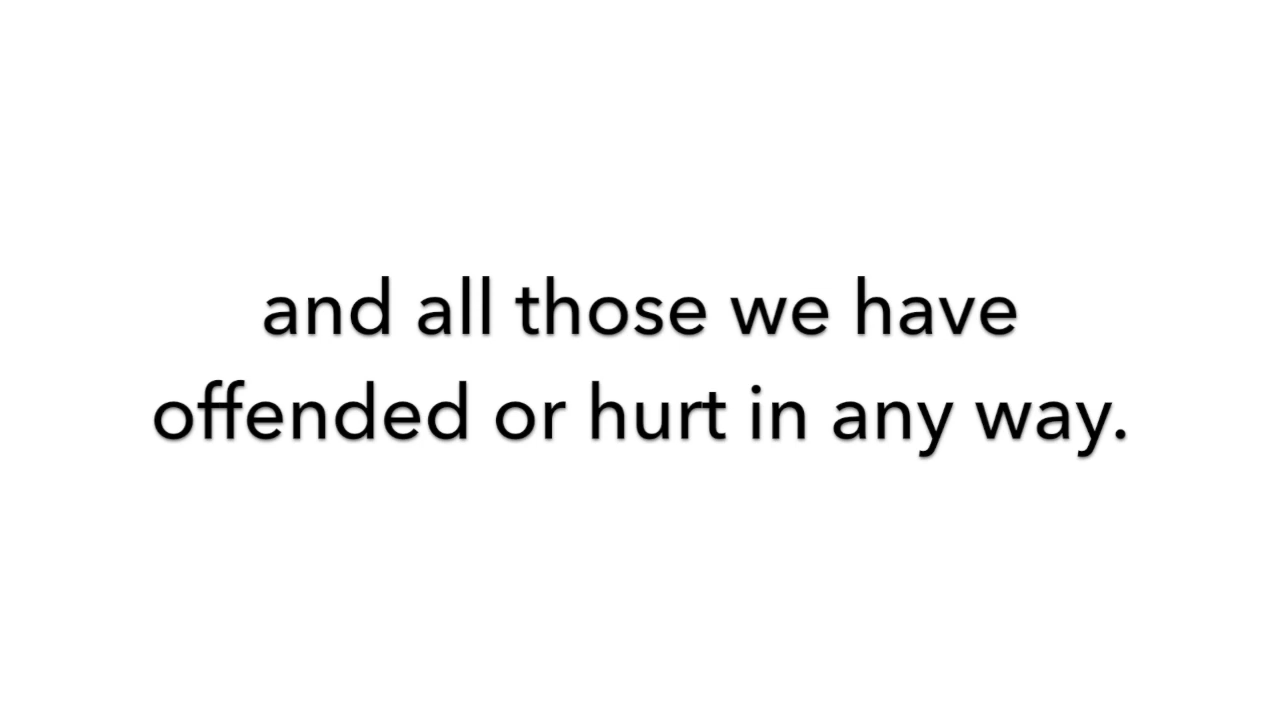 and all those we have
offended or hurt in any way.